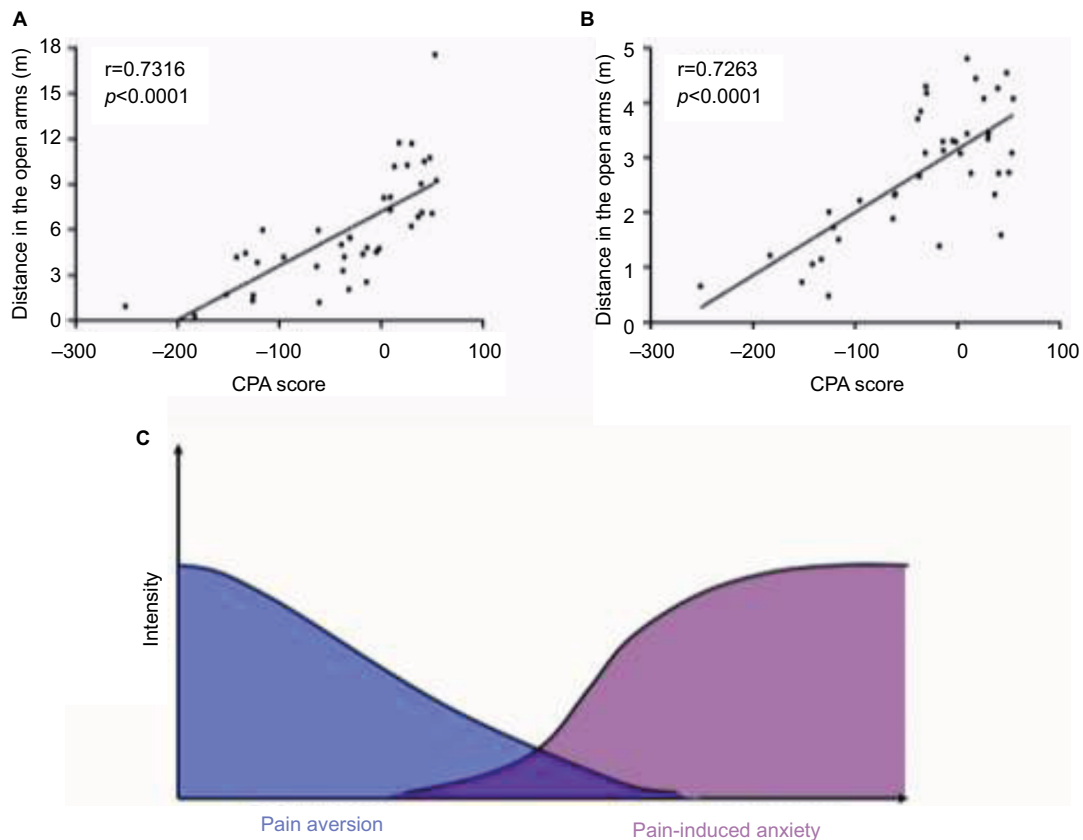 A
Distance in the open arms (m)
18
15
12
9
6
3
0
r=0.7316
p<0.0001
–300
–200
–100
0
100
CPA score
B
Distance in the open arms (m)
5
4
3
2
1
0
r=0.7263
p<0.0001
–300
–200
–100
0
100
CPA score
C
Intensity
Pain aversion
Pain-induced anxiety